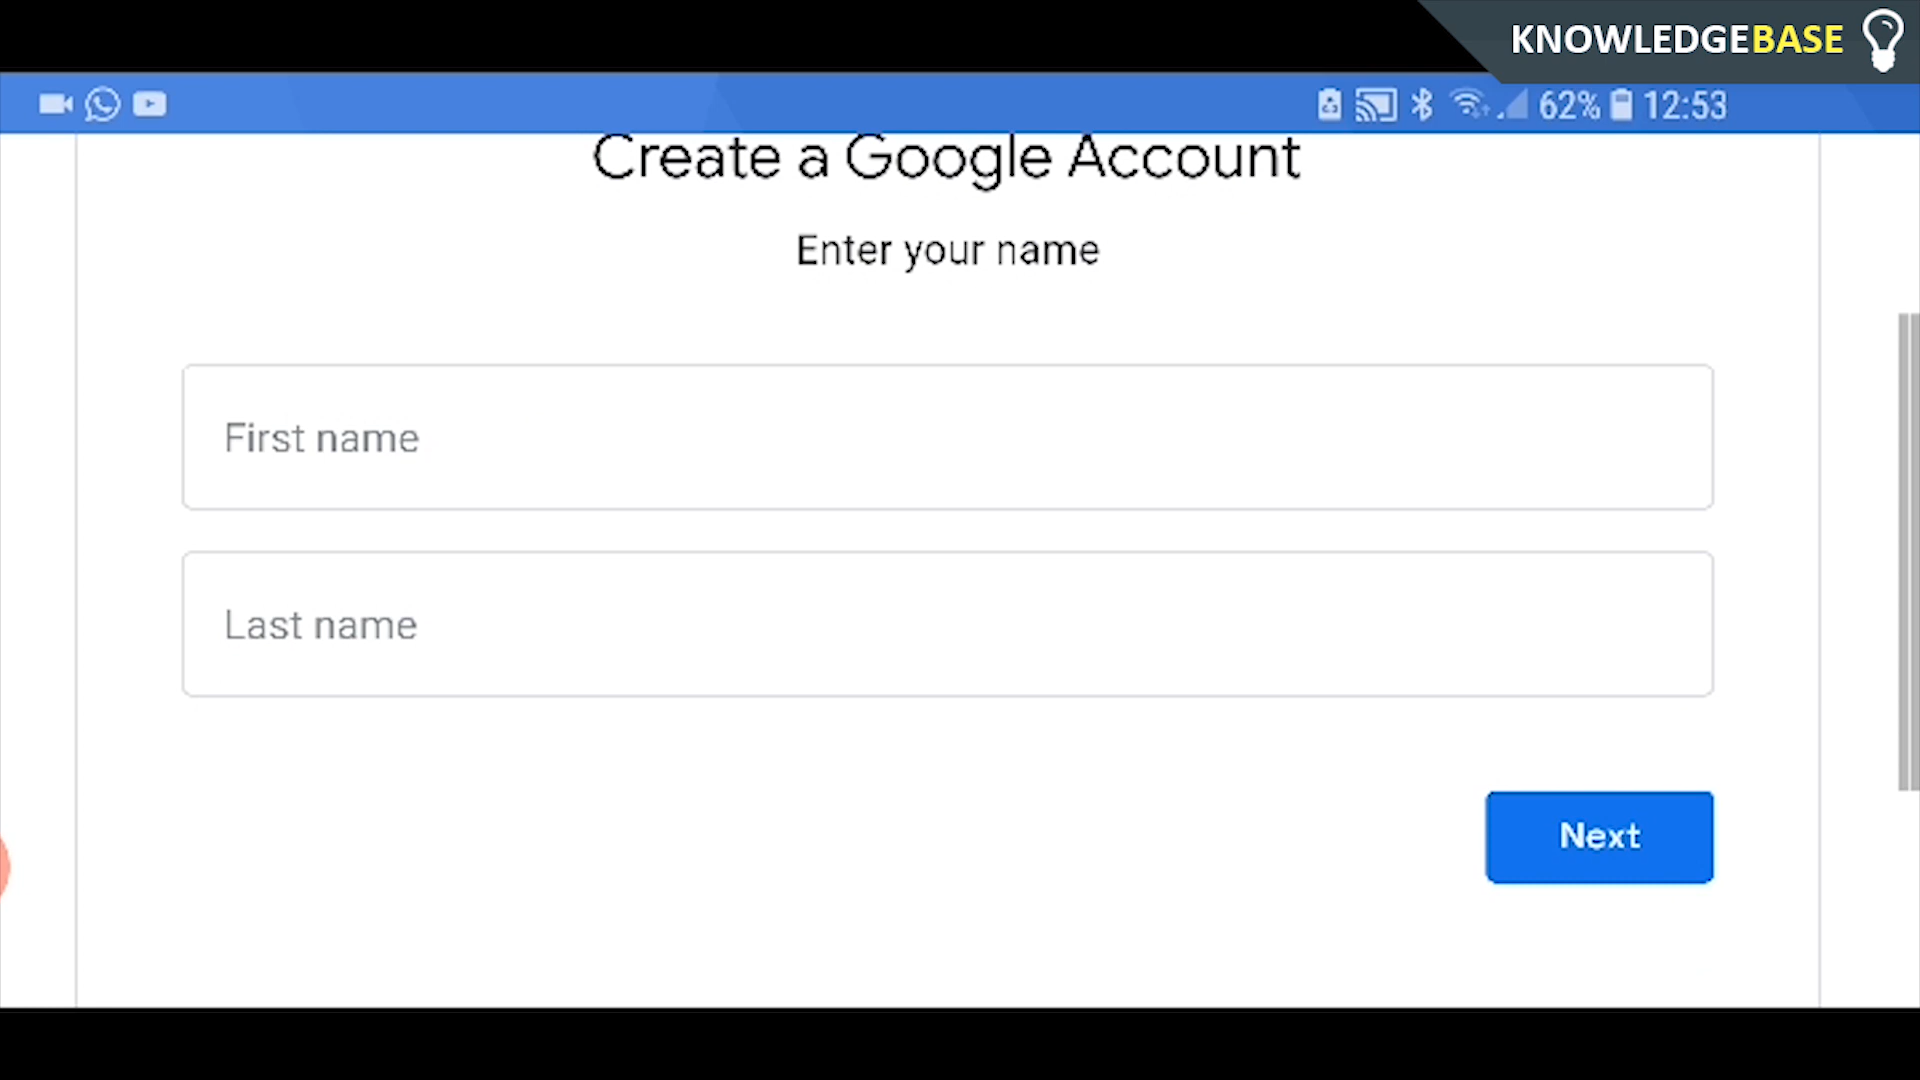 KNOWLEDGEBASE
62% 12:53
Create a Google Account
Enter your name
First name
Last name
Next